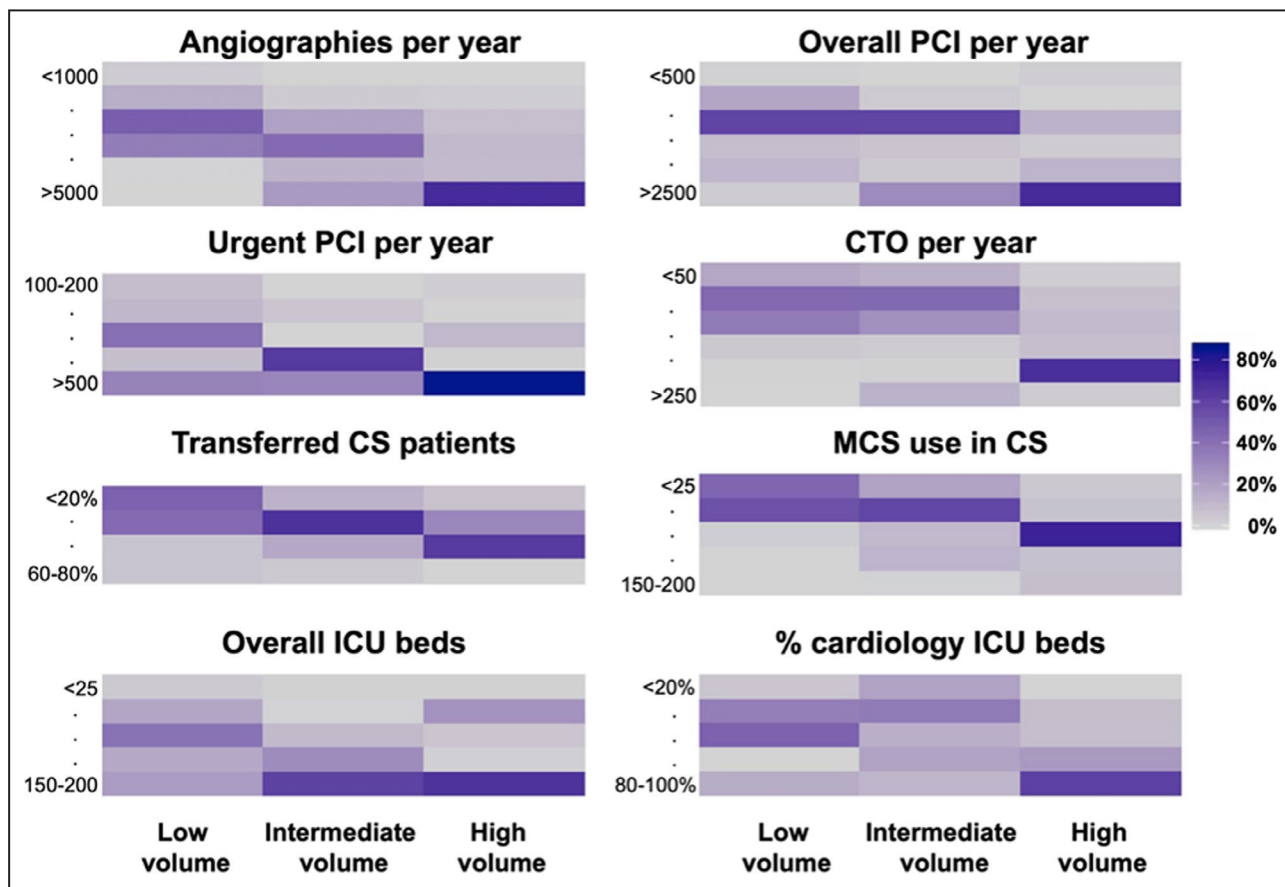 Angiographies per year
<1000
.
.
.
>5000
Overall PCI per year
<500
.
.
.
>2500
Urgent PCI per year
100-200
.
.
.
>500
CTO per year
<50
.
.
.
>250
80%
60%
40%
20%
0%
Transferred CS patients
<20%
.
.
60-80%
MCS use in CS
<25
.
.
.
150-200
Overall ICU beds
<25
.
.
.
150-200
% cardiology ICU beds
<20%
.
.
.
80-100%
Low
volume
Intermediate
volume
High
volume
Low
volume
Intermediate
volume
High
volume